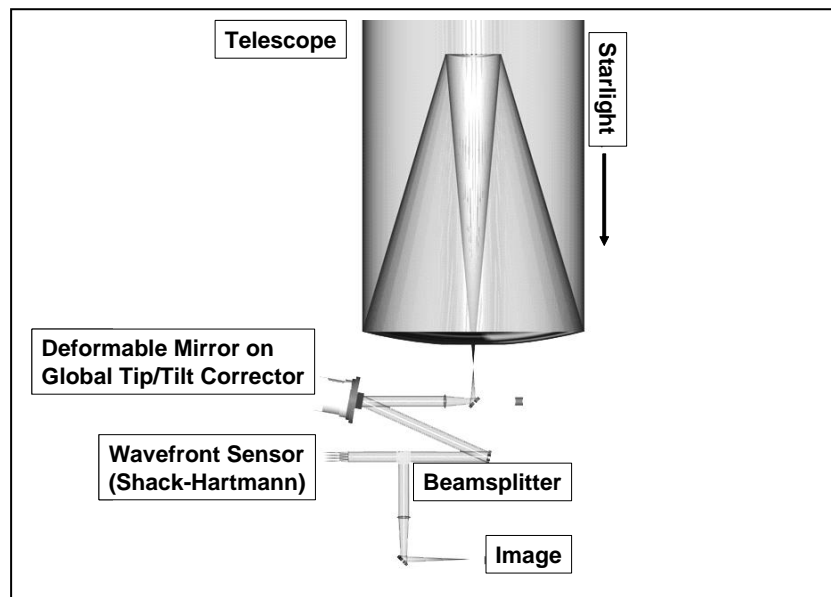 Telescope
Starlight
Deformable Mirror on
Global Tip/Tilt Corrector
Wavefront Sensor
(Shack-Hartmann)
Beamsplitter
Image